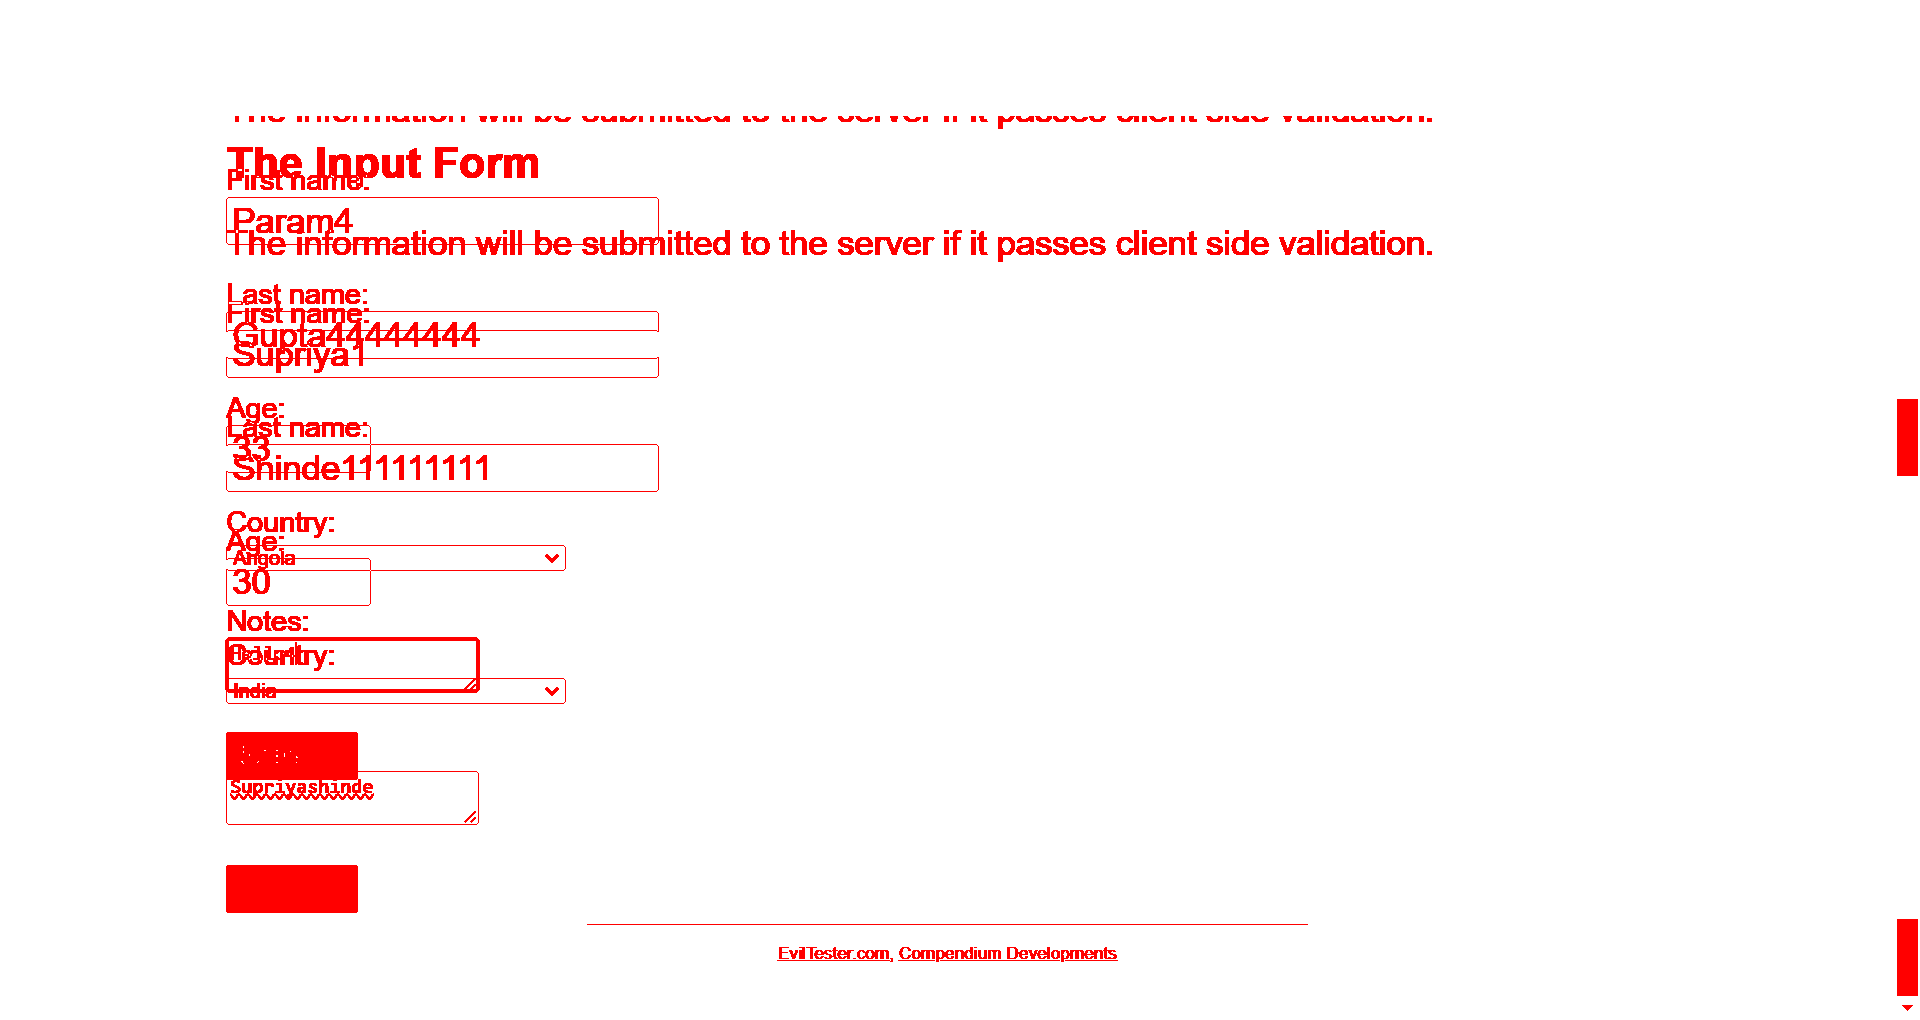 The information will be submitted to the server if it passes client side validation.
The Input Form
First name:
Param4
The information will be submitted to the server if it passes client side validation.
Last name:
First name:
Gupta44444444
Supriya1
Age:
Last name:
33
Shinde111111111
Country:
Age:
Angola
30
Notes:
Country:
India
Supriyashinde
EvilTester.com, Compendium Developments